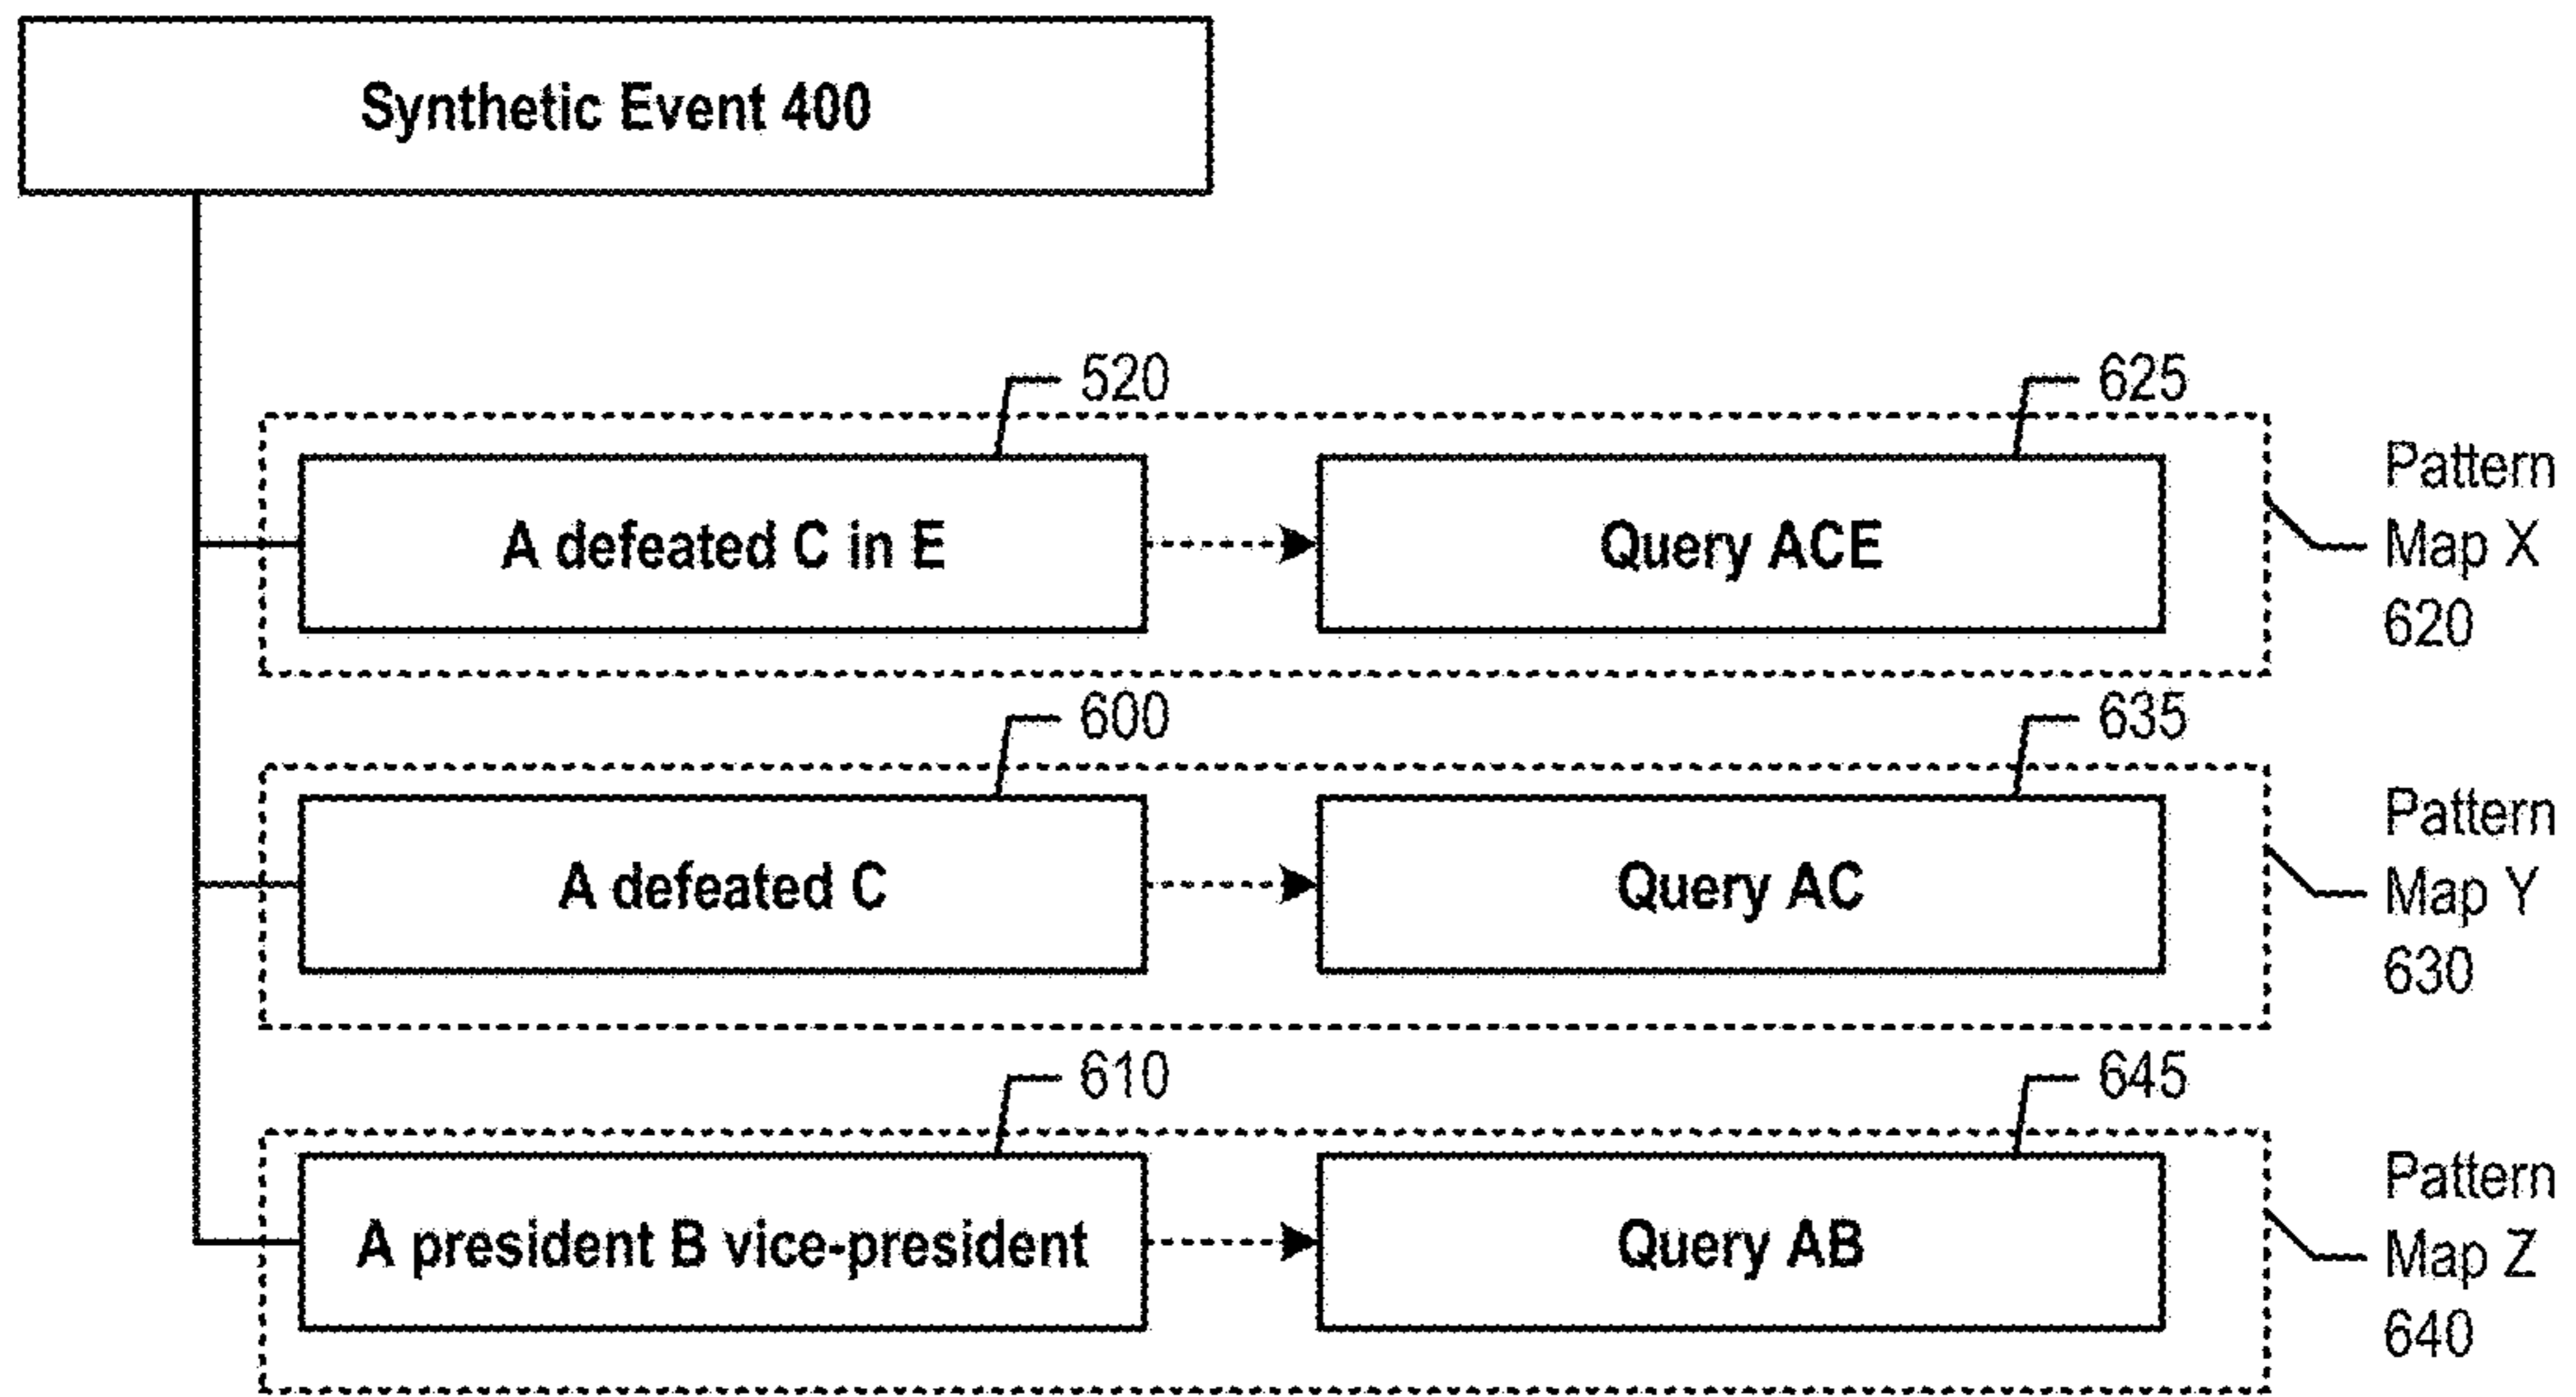 Synthetic Event 400
520
625
A defeated C in E
Query ACE
Pattern
Map X
620
600
635
A defeated C
Query AC
Pattern
Map Y
630
610
645
A president B vice-president
Query AB
Pattern
Map Z
640